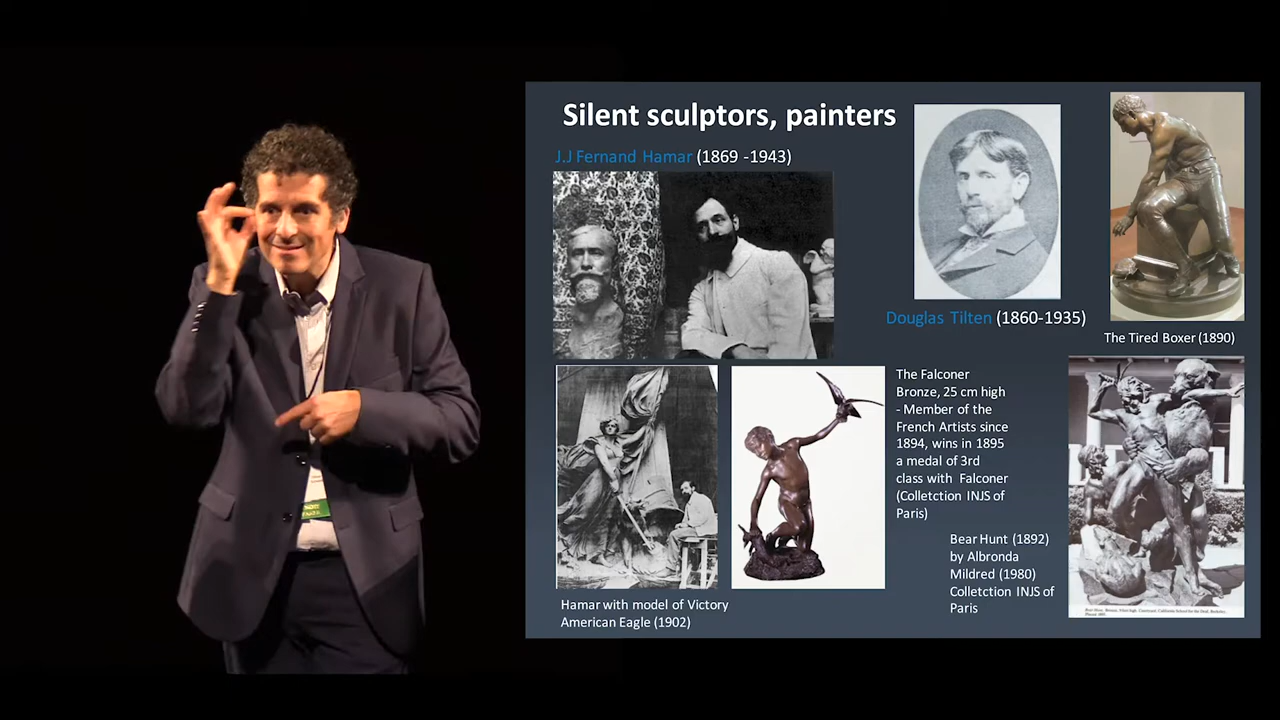 Silent sculptors, painters
J.J Fernand Hamar (1869 -1943)
Douglas Tilten (1860-1935)
The Tired Boxer (1890)
The Falconer
Bronze, 25 cm high
- Member of the
French Artists since
1894, wins in 1895
a medal of 3rd
class with Falconer
(Colletction INJS of
Paris)
Bear Hunt (1892)
by Albronda
Mildred (1980)
Colletction INJS of
Paris
Hamar with model of Victory
American Eagle (1902)